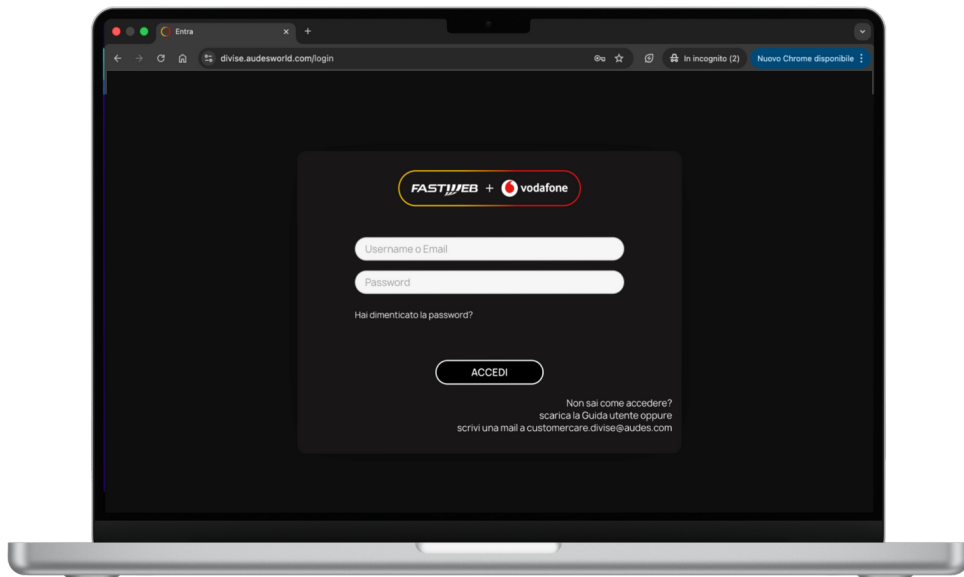 Entra
divise.audesworld.com/login
In incognito (2)
Nuovo Chrome disponibile
FASTWEB + vodafone
Username o Email
Password
Hai dimenticato la password?
ACCEDI
Non sai come accedere?
scarica la Guida utente oppure
scrivi una mail a customercare.divise@audes.com